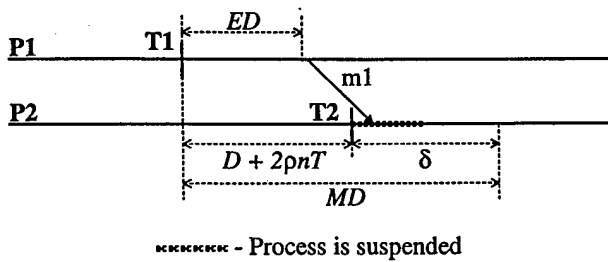 ED
T1
P1
m1
P2
T2
D + 2ρnT
δ
MD
- Process is suspended